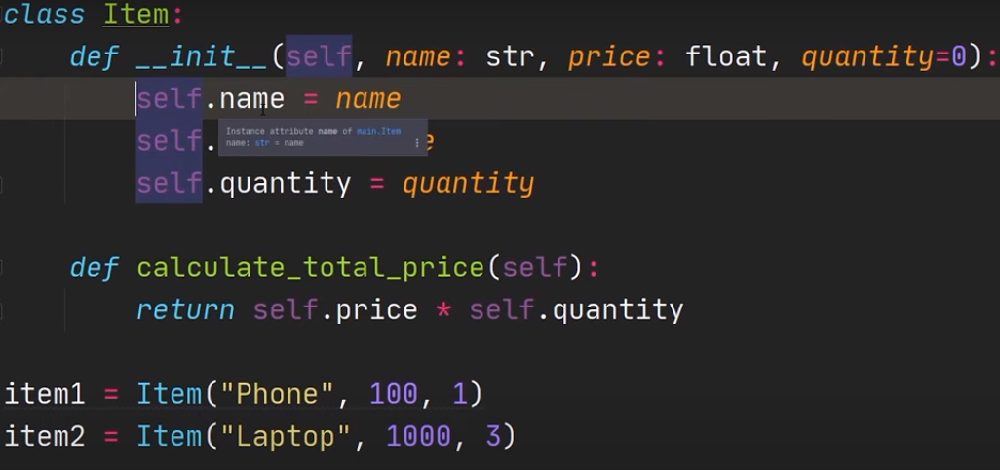 class Item:
    def __init__(self, name: str, price: float, quantity=0):
        self.name = name
        self.
Instance attribute name of main.Item
name: str = name
        self.quantity = quantity
    def calculate_total_price(self):
        return self.price * self.quantity
item1 = Item("Phone", 100, 1)
item2 = Item("Laptop", 1000, 3)